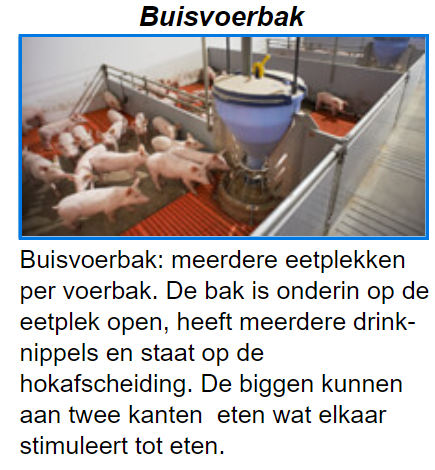 Buisvoerbak
Buisvoerbak: meerdere eetplekken
per voerbak. De bak is onderin op de
eetplek open, heeft meerdere drink-
nippels en staat op de
hokafscheiding. De biggen kunnen
aan twee kanten  eten wat elkaar
stimuleert tot eten.